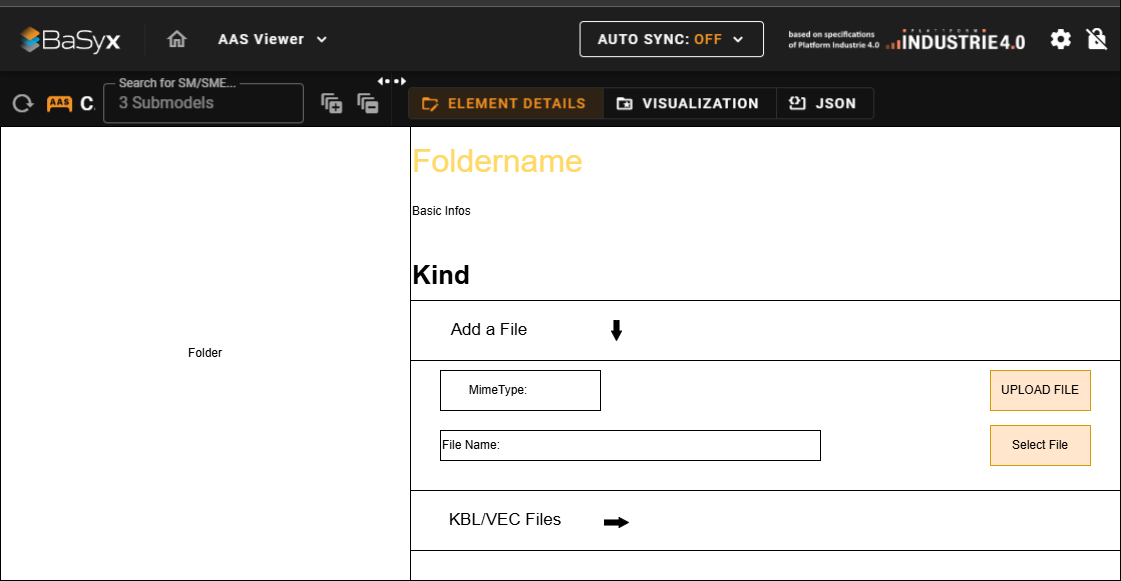 BaSyx
AAS Viewer
AUTO SYNC: OFF
based on specifications
of Platform Industrie 4.0
PLATTFORM
INDUSTRIE4.0
AAS
C
Search for SM/SME...
3 Submodels
ELEMENT DETAILS
VISUALIZATION
JSON
Foldername
Basic Infos
Kind
Folder
Add a File
MimeType:
UPLOAD FILE
File Name:
Select File
KBL/VEC Files